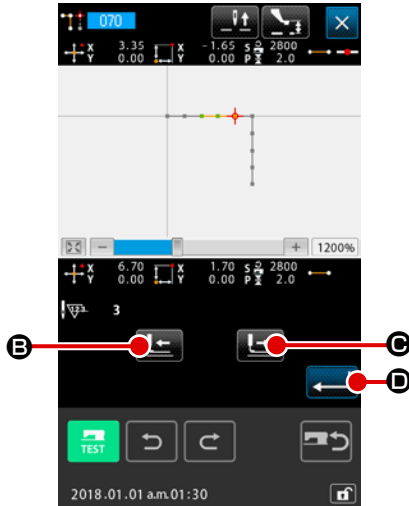 070
X 3.35 X -1.65 S 2800
Y 0.00 Y 0.00 P 2.0
− + 1200%
X 6.70 X 1.70 S 2800
Y 0.00 Y 0.00 P 2.0
123 3
B C
D
TEST
2018.01.01 a.m.01:30